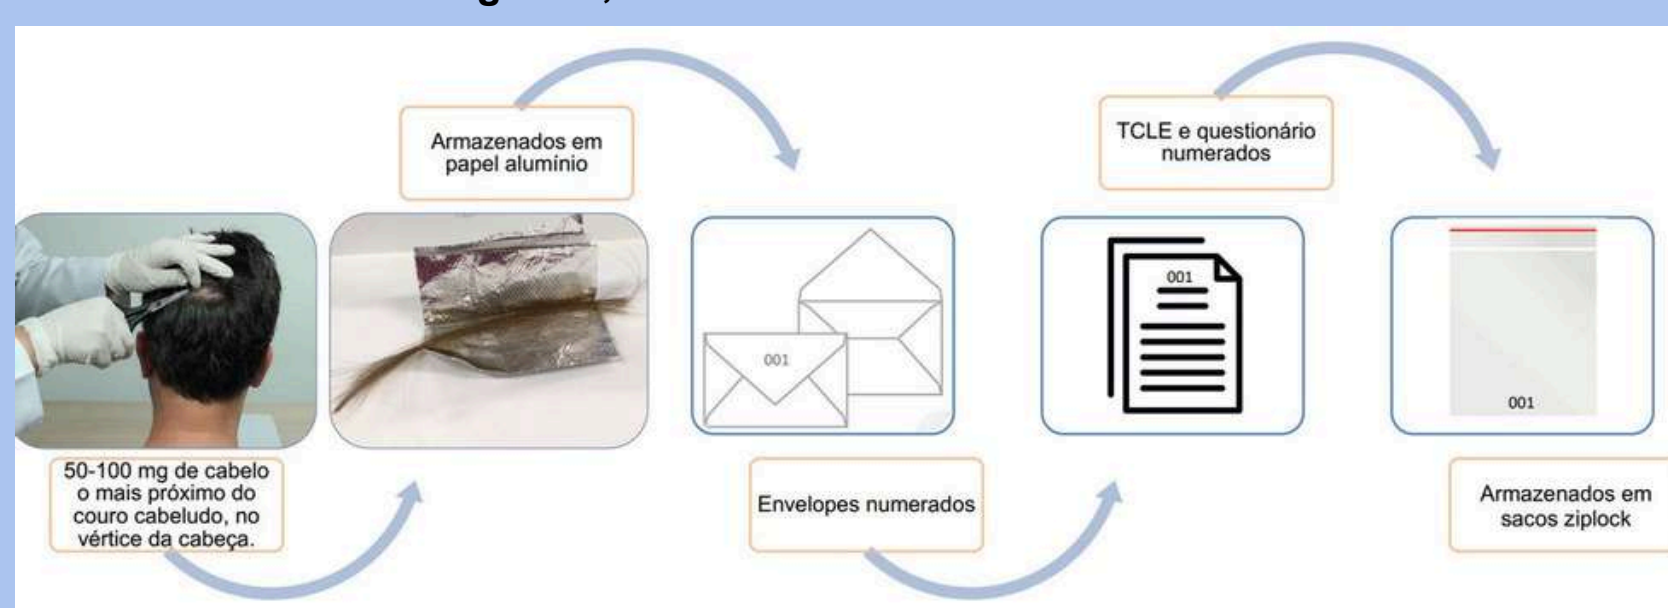 50-100 mg de cabelo
o mais próximo do
couro cabeludo, no
vértice da cabeça.
Armazenados em
papel alumínio
001
Envelopes numerados
TCLE e questionário
numerados
001
001
Armazenados em
sacos ziplock